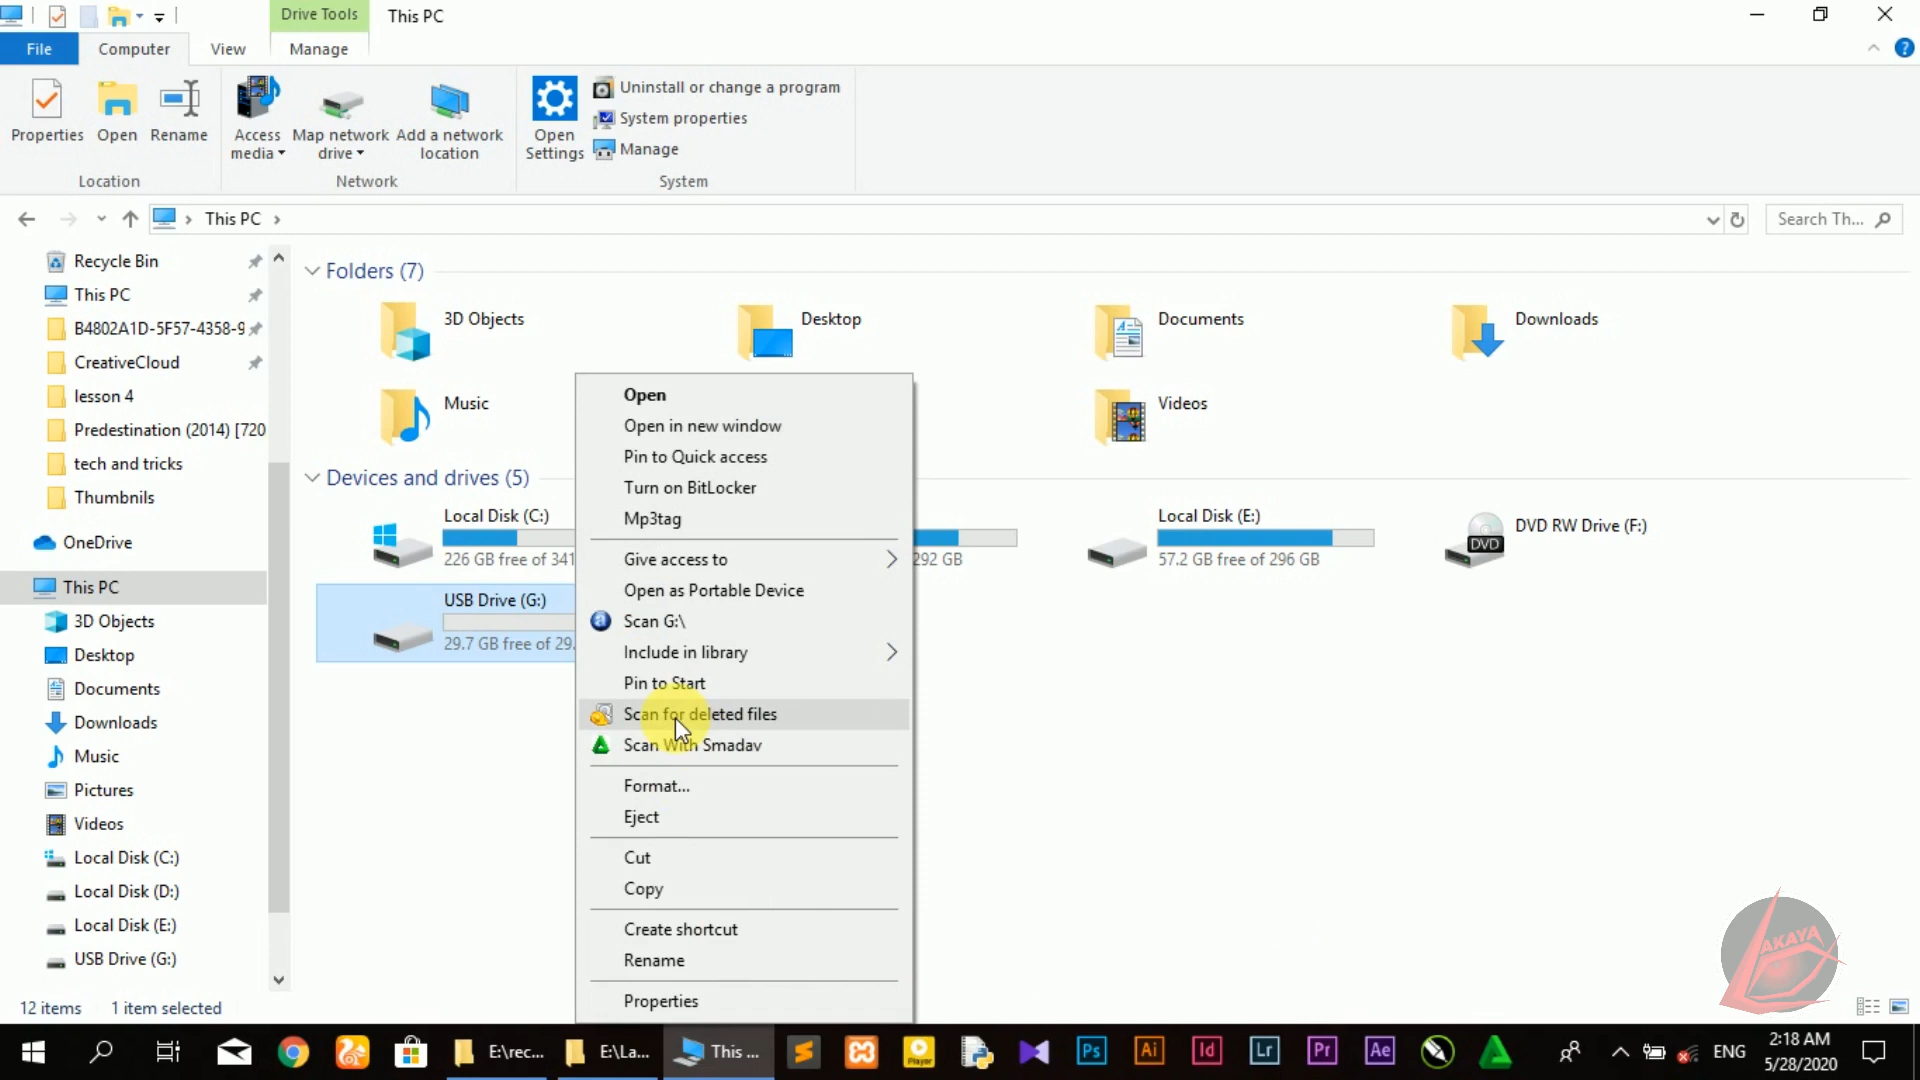 Drive Tools
This PC
File
Computer
View
Manage
Properties
Open
Rename
Access media
Map network drive
Add a network location
Open Settings
Uninstall or change a program
System properties
Manage
Location
Network
System
This PC
Search Th...
Recycle Bin
This PC
B4802A1D-5F57-4358-9
CreativeCloud
lesson 4
Predestination (2014) [720
tech and tricks
Thumbnils
OneDrive
This PC
3D Objects
Desktop
Documents
Downloads
Music
Pictures
Videos
Local Disk (C:)
Local Disk (D:)
Local Disk (E:)
USB Drive (G:)
Folders (7)
3D Objects
Desktop
Documents
Downloads
Music
Videos
Devices and drives (5)
Local Disk (C:)
226 GB free of 341
292 GB
Local Disk (E:)
57.2 GB free of 296 GB
DVD RW Drive (F:)
DVD
USB Drive (G:)
29.7 GB free of 29.
Open
Open in new window
Pin to Quick access
Turn on BitLocker
Mp3tag
Give access to
Open as Portable Device
Scan G:\
Include in library
Pin to Start
Scan for deleted files
Scan With Smadav
Format...
Eject
Cut
Copy
Create shortcut
Rename
Properties
AKAYA
12 items
1 item selected
E:\rec...
E:\La...
This ...
Player
Ps
Ai
Id
Lr
Pr
Ae
ENG
2:18 AM
5/28/2020